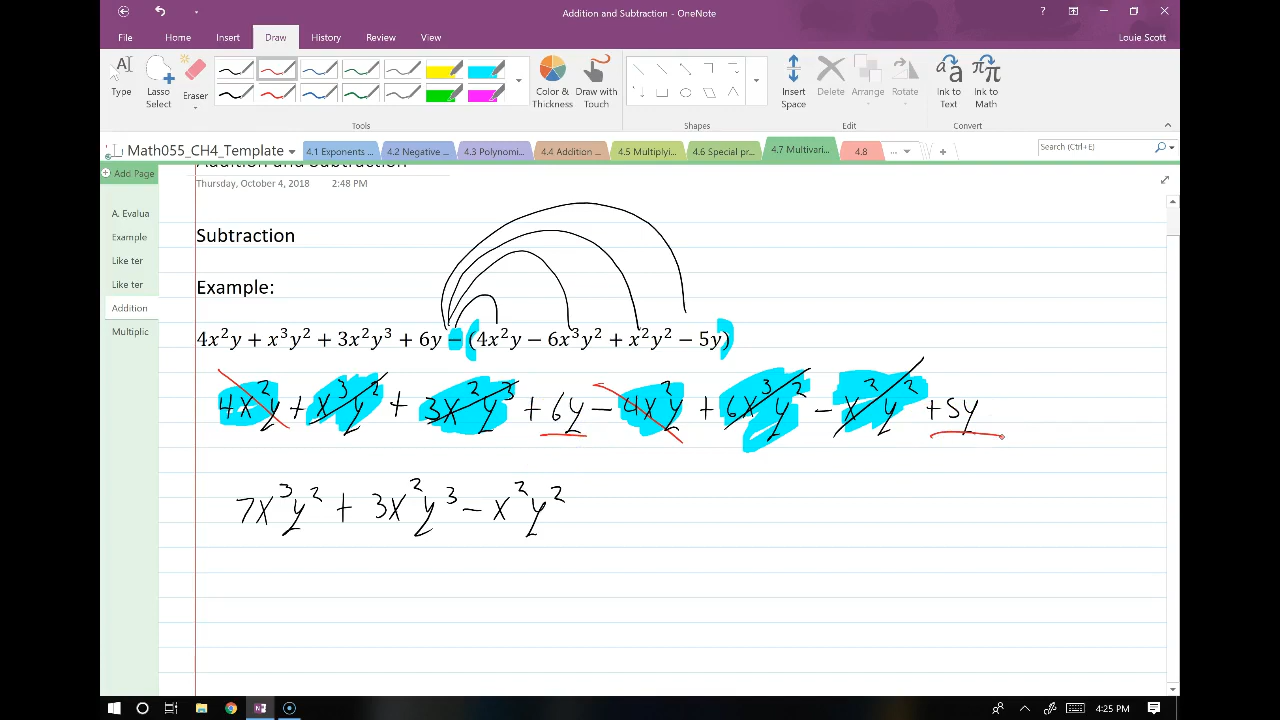 Addition and Subtraction - OneNote
?
File Home Insert Draw History Review View
Louie Scott
Type Lasso Select Eraser Color & Thickness Draw with Touch Insert Space Delete Arrange Rotate Ink to Text Ink to Math
Tools Shapes Edit Convert
Math055_CH4_Template 4.1 Exponents ... 4.2 Negative ... 4.3 Polynomi... 4.4 Addition ... 4.5 Multiplyi... 4.6 Special pr... 4.7 Multivari... 4.8 ... + Search (Ctrl+E)
Add Page
Addition and Subtraction
Thursday, October 4, 2018 2:48 PM
A. Evalua
Example
Like ter
Like ter
Addition
Multiplic
Subtraction
Example:
4x²y + x³y² + 3x²y³ + 6y − (4x²y − 6x³y² + x²y² − 5y)
4x²y + x³y² + 3x²y³ + 6y − 4x²y + 6x³y² − x²y² + 5y
7x³y² + 3x²y³ − x²y²
4:25 PM